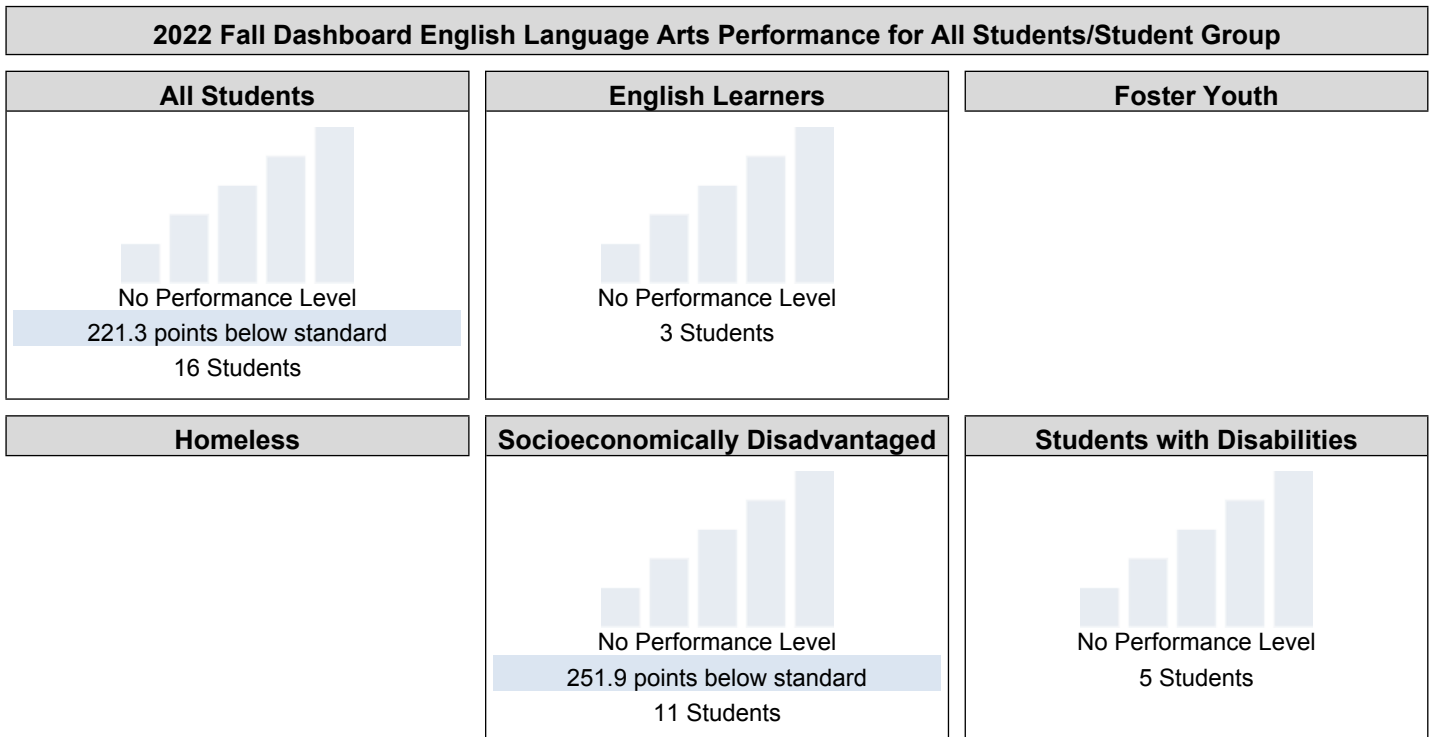 2022 Fall Dashboard English Language Arts Performance for All Students/Student Group
All Students
No Performance Level
221.3 points below standard
16 Students
English Learners
No Performance Level
3 Students
Foster Youth
Homeless
Socioeconomically Disadvantaged
No Performance Level
251.9 points below standard
11 Students
Students with Disabilities
No Performance Level
5 Students